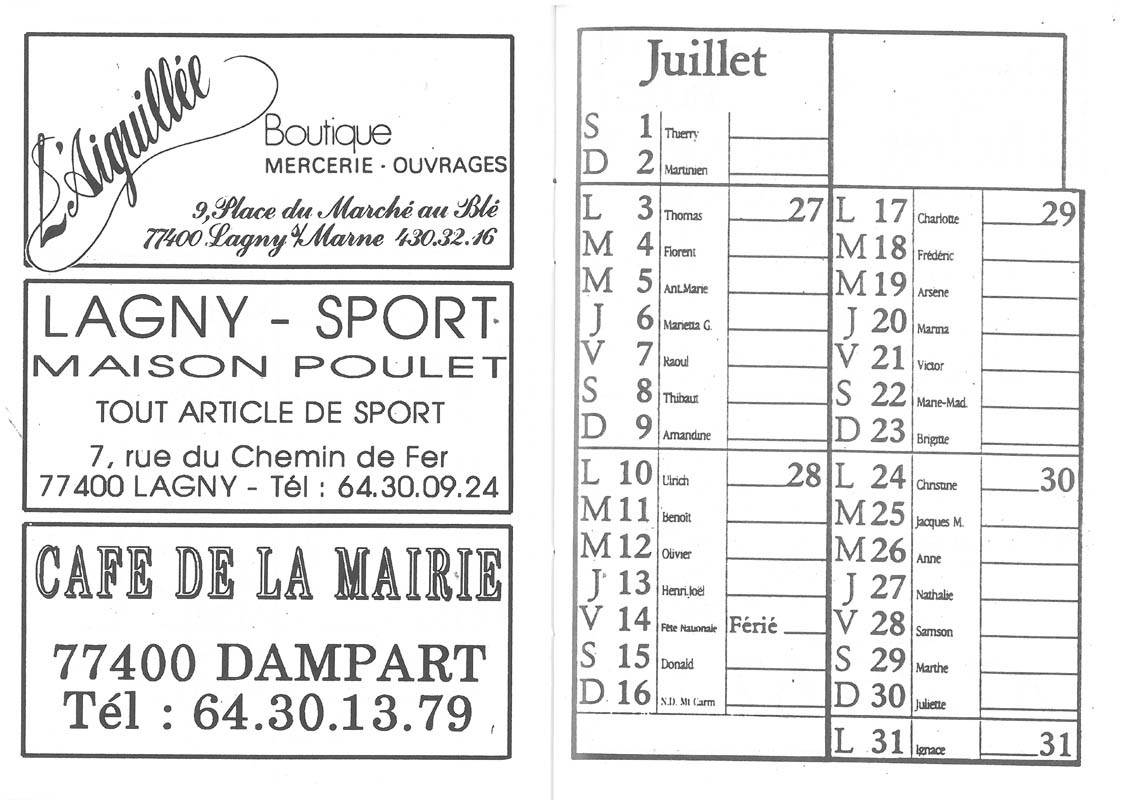 L'Aiguillée
Boutique
MERCERIE - OUVRAGES
9, Place du Marché au Blé
77400 Lagny s/Marne 430.32.16
LAGNY - SPORT
MAISON POULET
TOUT ARTICLE DE SPORT
7, rue du Chemin de Fer
77400 LAGNY - Tél : 64.30.09.24
CAFE DE LA MAIRIE
77400 DAMPART
Tél : 64.30.13.79
Juillet
S 1 Thierry
D 2 Martinien
L 3 Thomas 27
M 4 Florent
M 5 Ant.Marie
J 6 Marietta G.
V 7 Raoul
S 8 Thibaut
D 9 Amandine
L 10 Ulrich 28
M 11 Benoît
M 12 Olivier
J 13 Henri.Joël
V 14 Fête Nationale Férié
S 15 Donald
D 16 N.D. Mt Carm
L 17 Charlotte 29
M 18 Frédéric
M 19 Arsène
J 20 Marina
V 21 Victor
S 22 Marie-Mad.
D 23 Brigitte
L 24 Christine 30
M 25 Jacques M.
M 26 Anne
J 27 Nathalie
V 28 Samson
S 29 Marthe
D 30 Juliette
L 31 Ignace 31